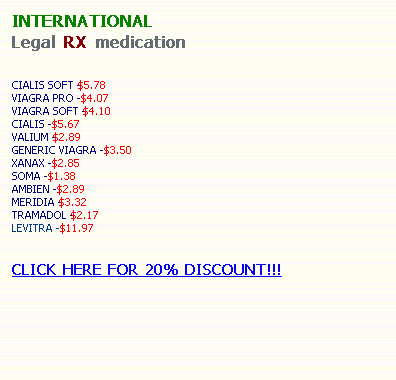 INTERNATIONAL
Legal RX medication
CIALIS SOFT $5.78
VIAGRA PRO -$4.07
VIAGRA SOFT $4.10
CIALIS -$5.67
VALIUM $2.89
GENERIC VIAGRA -$3.50
XANAX -$2.85
SOMA -$1.38
AMBIEN -$2.89
MERIDIA $3.32
TRAMADOL $2.17
LEVITRA -$11.97
CLICK HERE FOR 20% DISCOUNT!!!